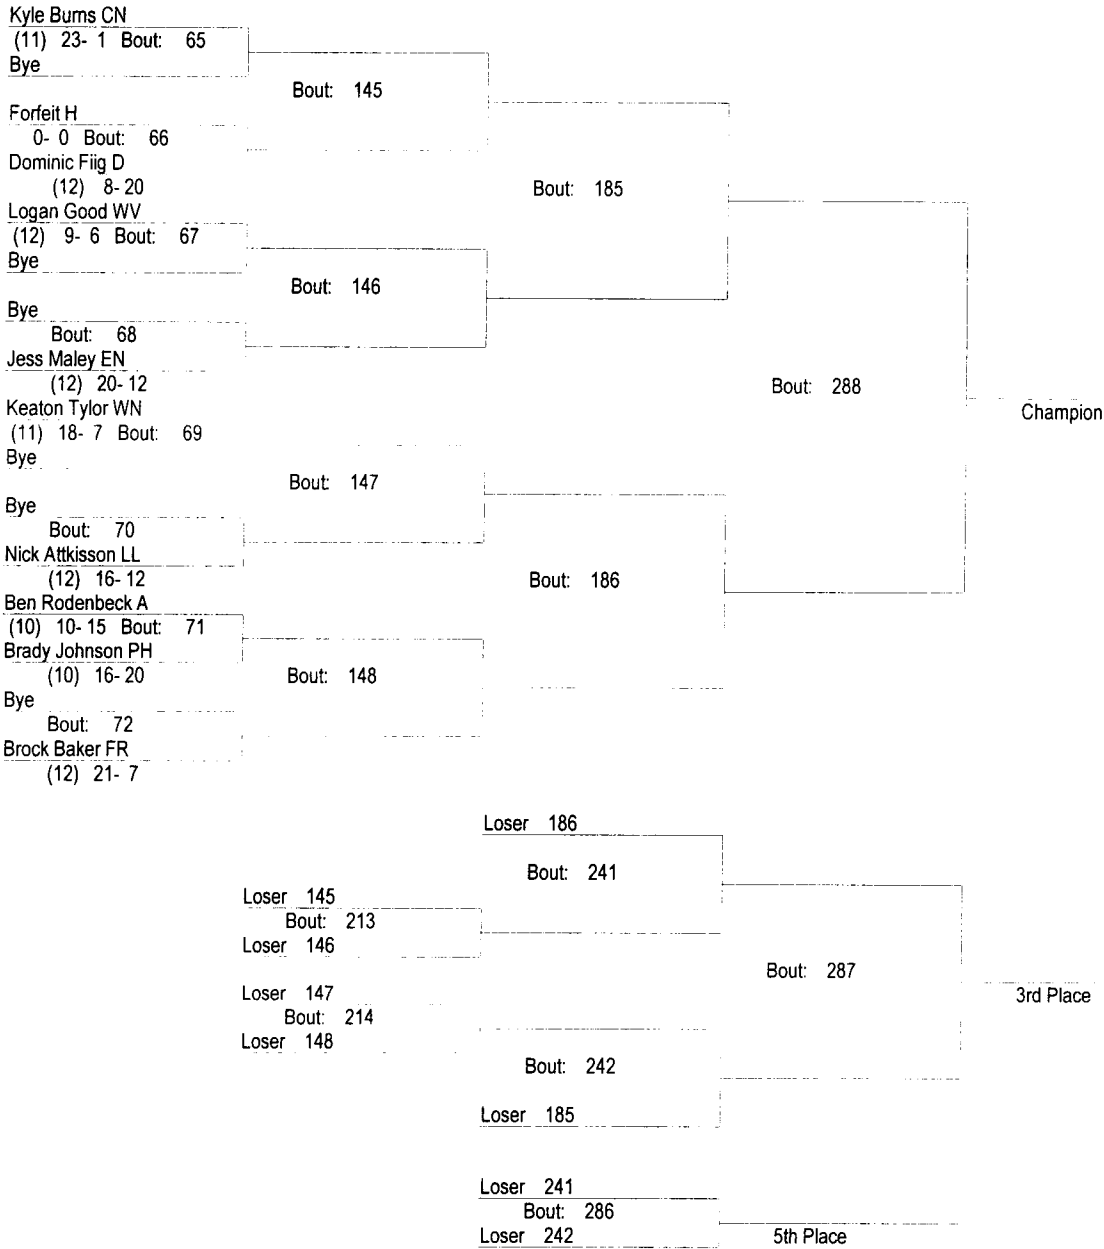 Kyle Burns CN
(11) 23- 1 Bout: 65
Bye
Bout: 145
Forfeit H
0- 0 Bout: 66
Dominic Fiig D
(12) 8- 20
Bout: 185
Logan Good WV
(12) 9- 6 Bout: 67
Bye
Bout: 146
Bye
Bout: 68
Jess Maley EN
(12) 20- 12
Bout: 288
Champion
Keaton Tylor WN
(11) 18- 7 Bout: 69
Bye
Bout: 147
Bye
Bout: 70
Nick Attkisson LL
(12) 16- 12
Bout: 186
Ben Rodenbeck A
(10) 10- 15 Bout: 71
Brady Johnson PH
(10) 16- 20
Bout: 148
Bye
Bout: 72
Brock Baker FR
(12) 21- 7
Loser 186
Bout: 241
Loser 145
Bout: 213
Loser 146
Bout: 287
Loser 147
Bout: 214
Loser 148
3rd Place
Bout: 242
Loser 185
Loser 241
Bout: 286
Loser 242
5th Place